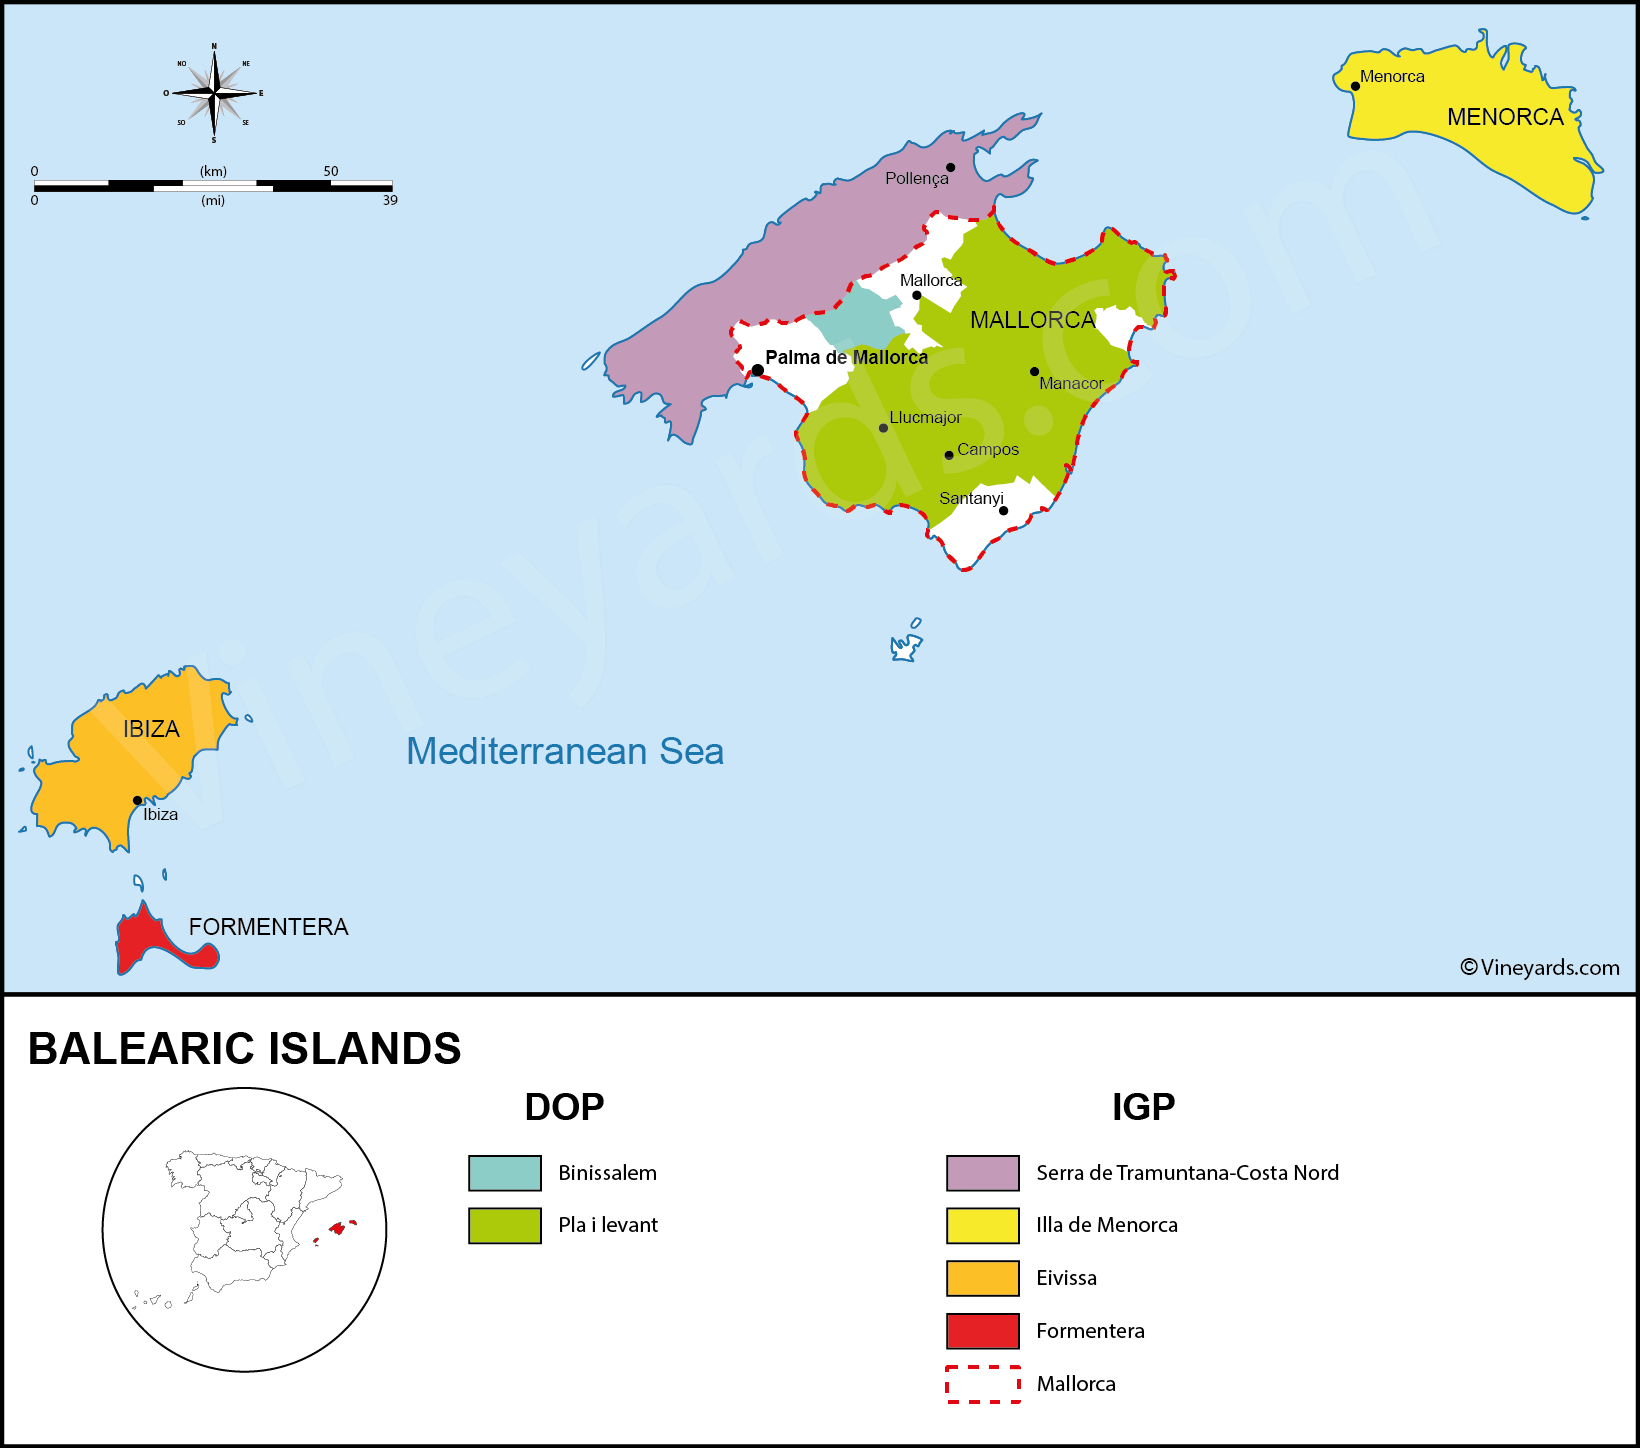 N
NO
NE
O
E
SO
SE
S
0 (km) 50
0 (mi) 39
Menorca
MENORCA
Pollença
Mallorca
MALLORCA
Palma de Mallorca
Manacor
Llucmajor
Campos
Santanyi
IBIZA
Mediterranean Sea
Ibiza
FORMENTERA
Vineyards.com
©Vineyards.com
BALEARIC ISLANDS
DOP
Binissalem
Pla i levant
IGP
Serra de Tramuntana-Costa Nord
Illa de Menorca
Eivissa
Formentera
Mallorca